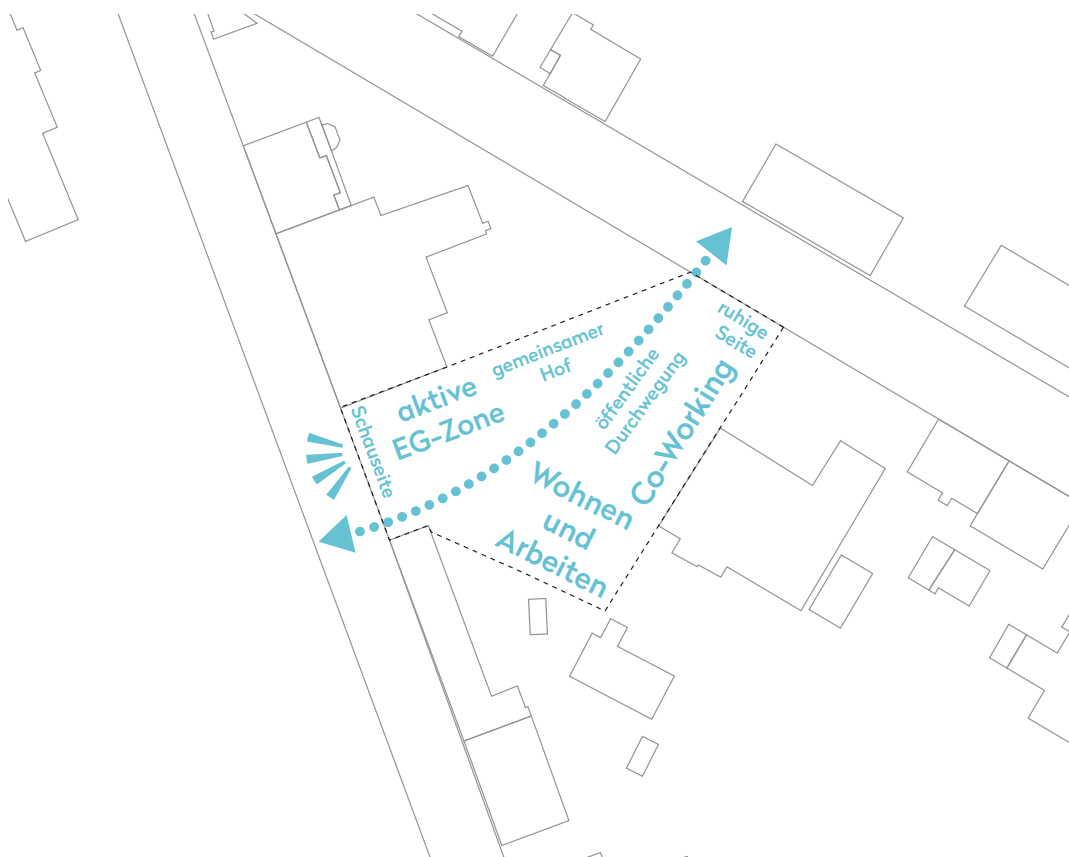 Schauseite
aktive
EG-Zone
gemeinsamer
Hof
öffentliche
Durchwegung
ruhige
Seite
Co-Working
Wohnen
und
Arbeiten